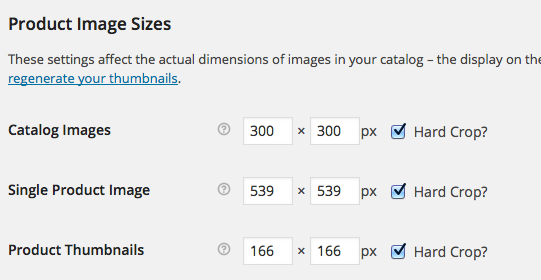 Product Image Sizes
These settings affect the actual dimensions of images in your catalog – the display on the
regenerate your thumbnails.
Catalog Images ? 300 × 300 px Hard Crop?
Single Product Image ? 539 × 539 px Hard Crop?
Product Thumbnails ? 166 × 166 px Hard Crop?